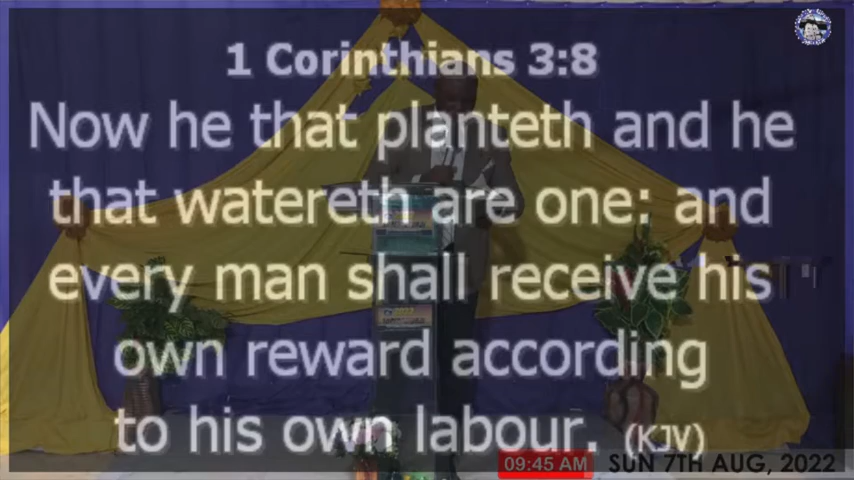 1 Corinthians 3:8
Now he that planteth and he
that watereth are one: and
every man shall receive his
own reward according
to his own labour. (KJV)
09:45 AM SUN 7TH AUG, 2022